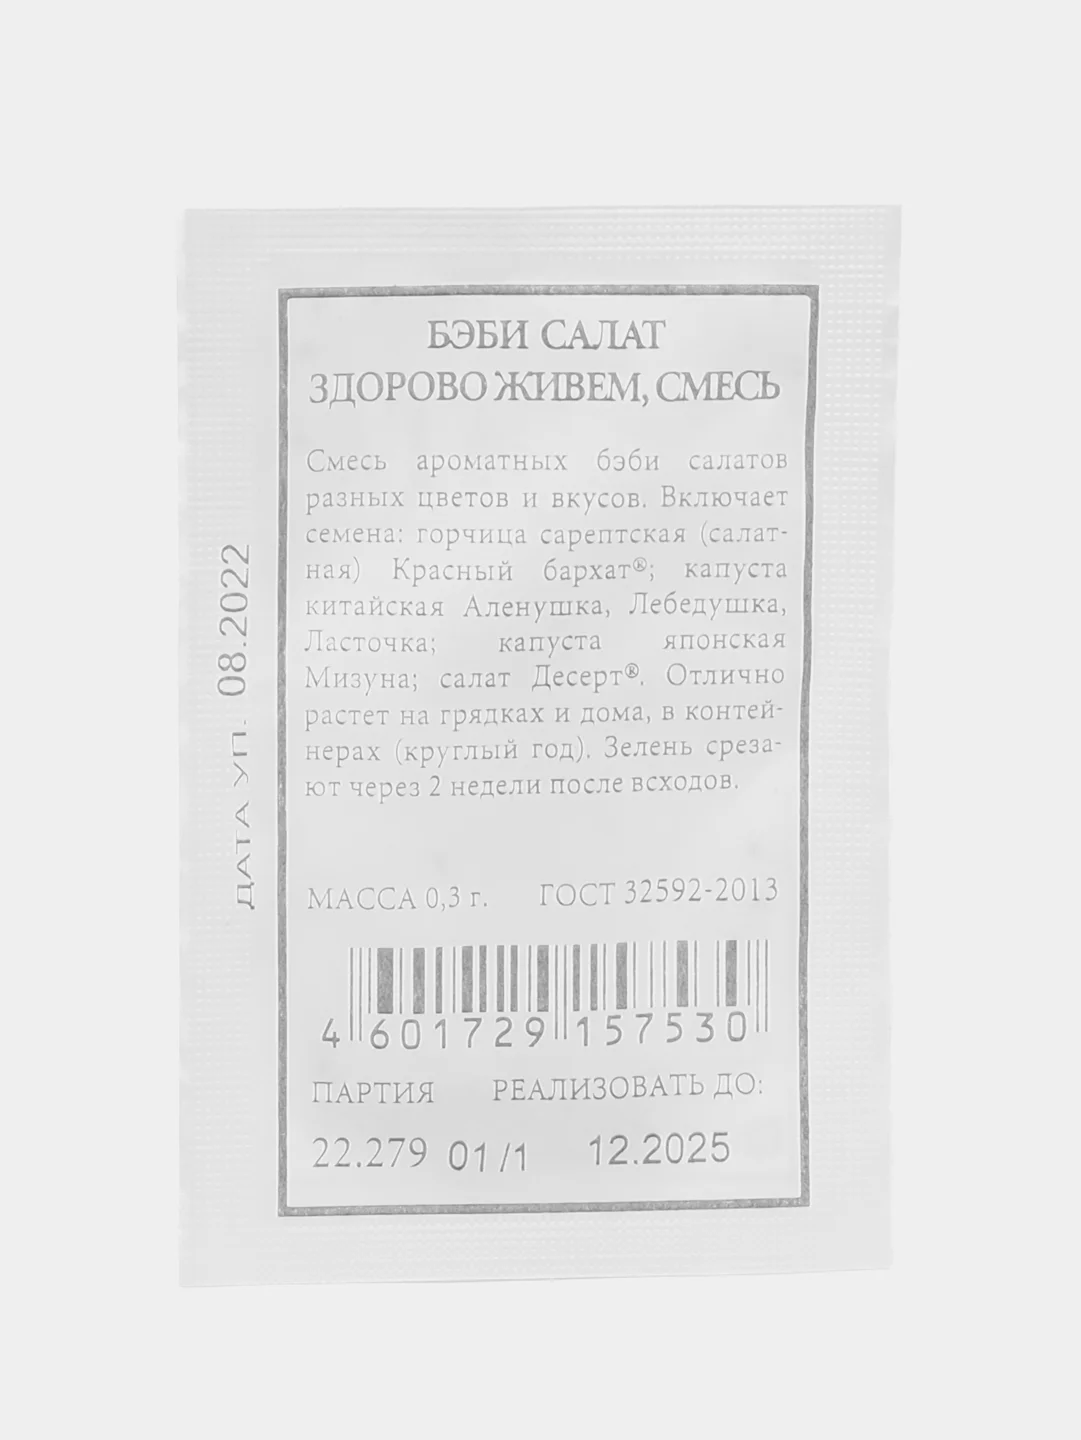 БЭБИ САЛАТ
ЗДОРОВО ЖИВЕМ, СМЕСЬ
Смесь ароматных бэби салатов
разных цветов и вкусов. Включает
семена: горчица сарептская (салат-
ная) Красный бархат®; капуста
китайская Аленушка, Лебедушка,
Ласточка; капуста японская
Мизуна; салат Десерт®. Отлично
растет на грядках и дома, в контей-
нерах (круглый год). Зелень среза-
ют через 2 недели после всходов.
МАССА 0,3 г. ГОСТ 32592-2013
4 601729 157530
ПАРТИЯ РЕАЛИЗОВАТЬ ДО:
22.279 01/1 12.2025
ДАТА УП. 08.2022